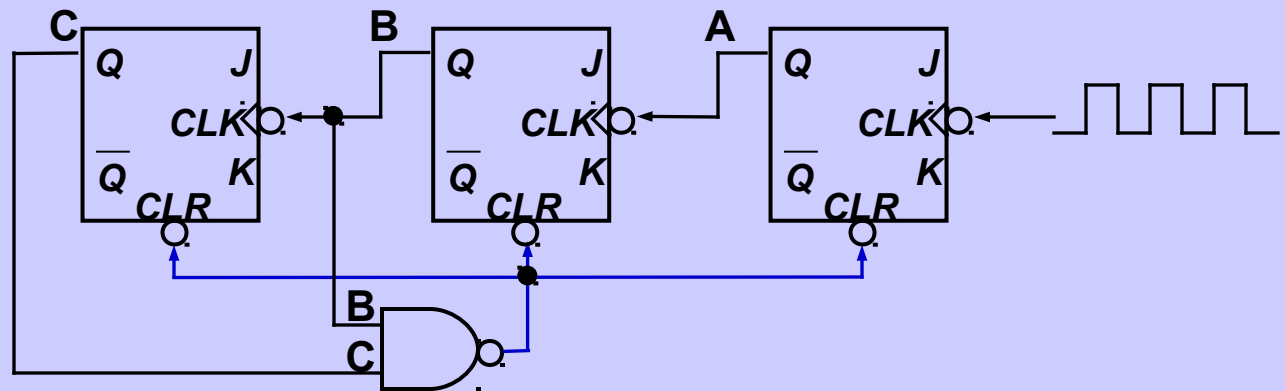 C B A
Q J Q J Q J
CLK CLK CLK
Q K Q K Q K
CLR CLR CLR
B
C